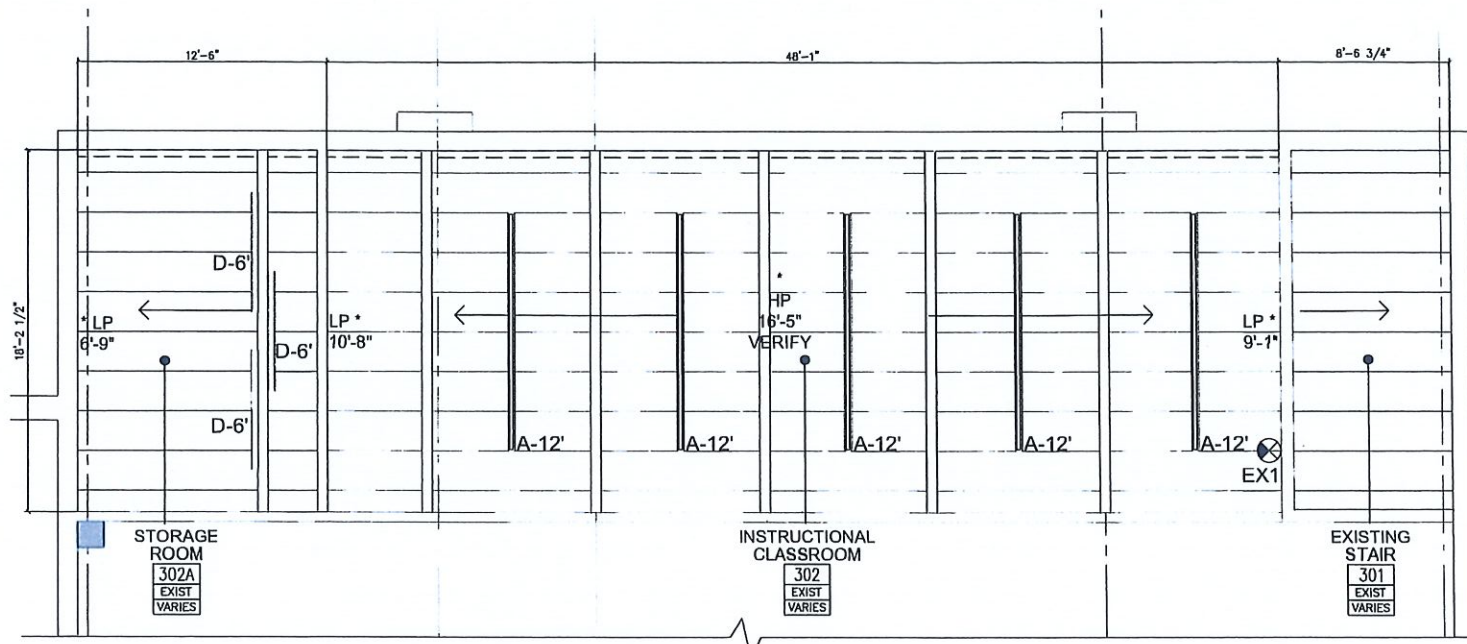 12'-6"
48'-1"
8'-6 3/4"
18'-2 1/2"
D-6'
* LP
6'-9"
D-6'
D-6'
LP *
10'-8"
*
HP
16'-5"
VERIFY
LP *
9'-1"
A-12'
A-12'
A-12'
A-12'
A-12'
EX1
STORAGE
ROOM
302A
EXIST
VARIES
INSTRUCTIONAL
CLASSROOM
302
EXIST
VARIES
EXISTING
STAIR
301
EXIST
VARIES